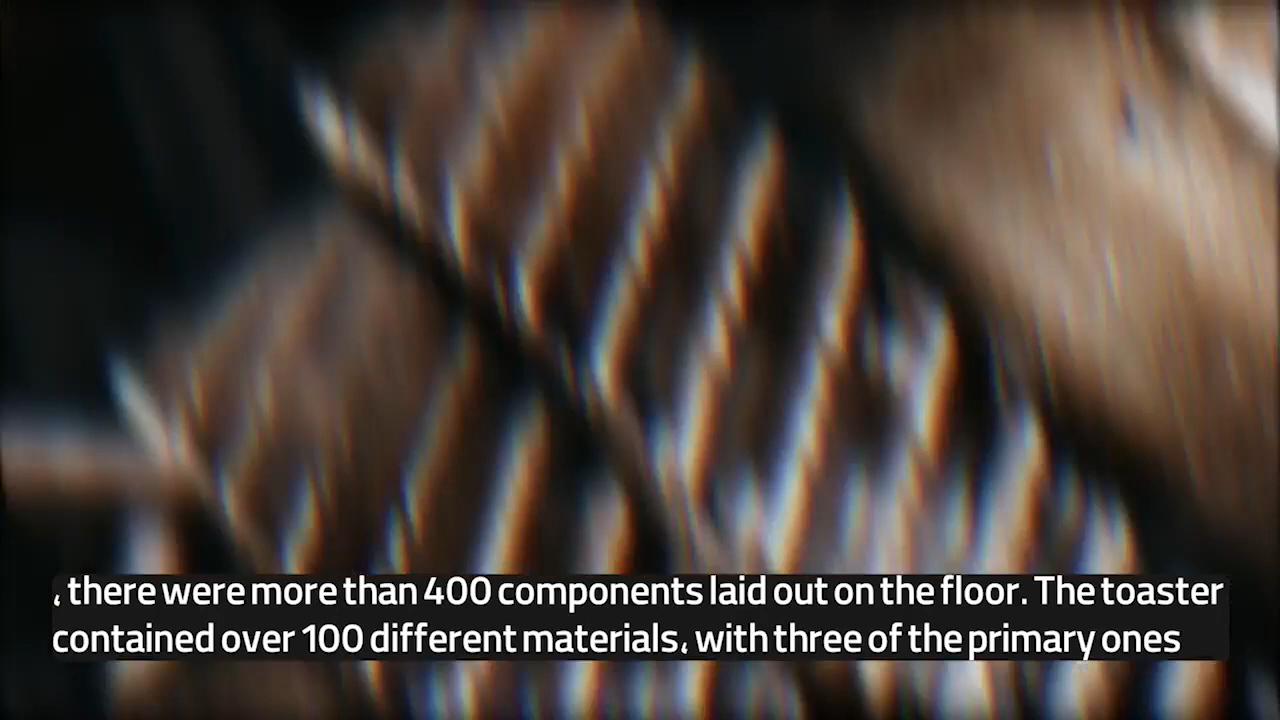 ، there were more than 400 components laid out on the floor. The toaster
contained over 100 different materials، with three of the primary ones